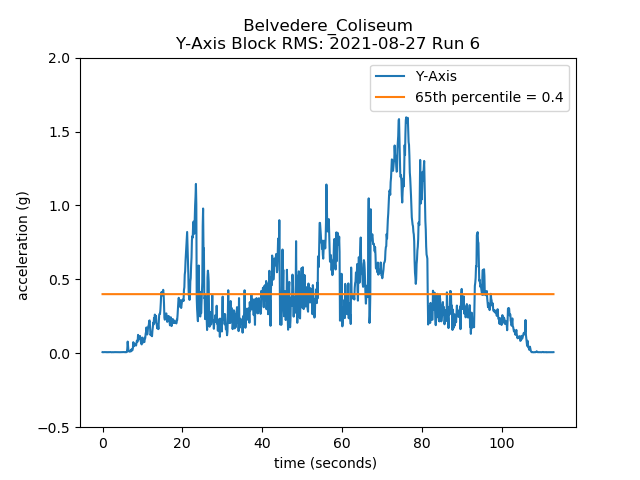 Belvedere_Coliseum
Y-Axis Block RMS: 2021-08-27 Run 6
Y-Axis
65th percentile = 0.4
2.0
1.5
1.0
0.5
0.0
−0.5
acceleration (g)
0 20 40 60 80 100
time (seconds)